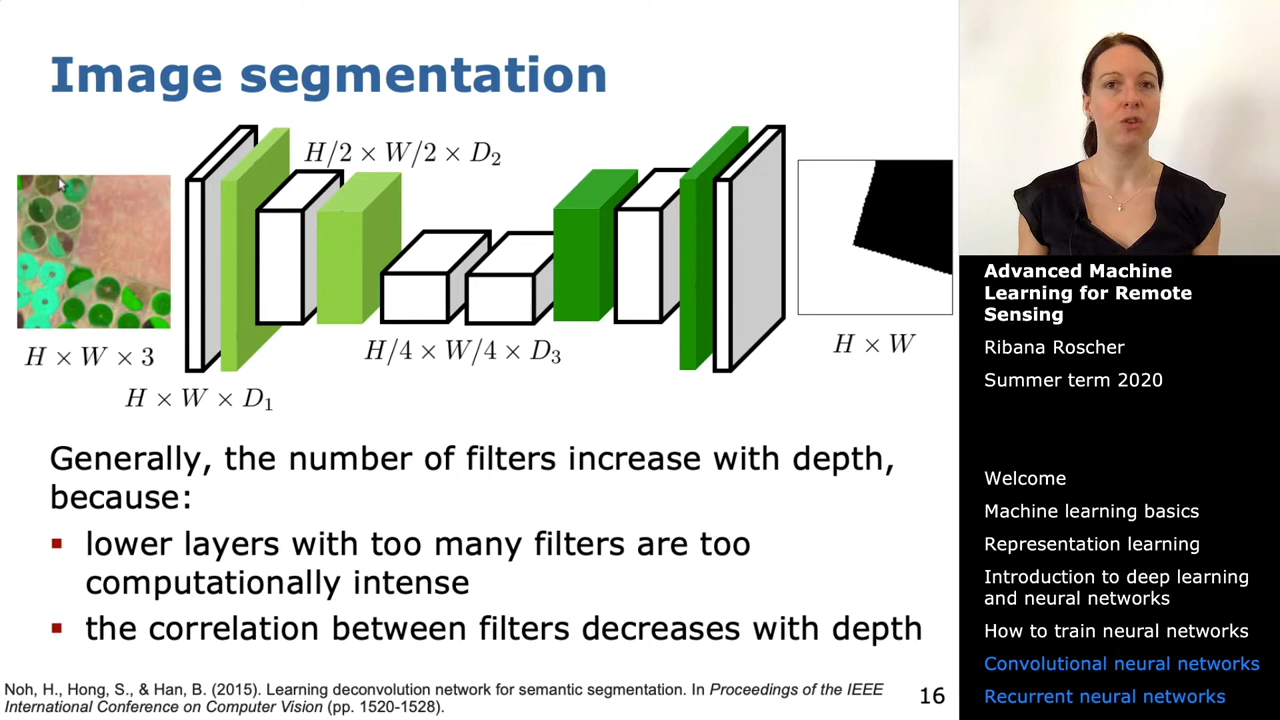 Image segmentation
H/2 × W/2 × D₂
H × W × 3
H × W × D₁
H/4 × W/4 × D₃
H × W
Generally, the number of filters increase with depth,
because:
▪ lower layers with too many filters are too
computationally intense
▪ the correlation between filters decreases with depth
Noh, H., Hong, S., & Han, B. (2015). Learning deconvolution network for semantic segmentation. In Proceedings of the IEEE
International Conference on Computer Vision (pp. 1520-1528).
16
Advanced Machine
Learning for Remote
Sensing
Ribana Roscher
Summer term 2020
Welcome
Machine learning basics
Representation learning
Introduction to deep learning
and neural networks
How to train neural networks
Convolutional neural networks
Recurrent neural networks